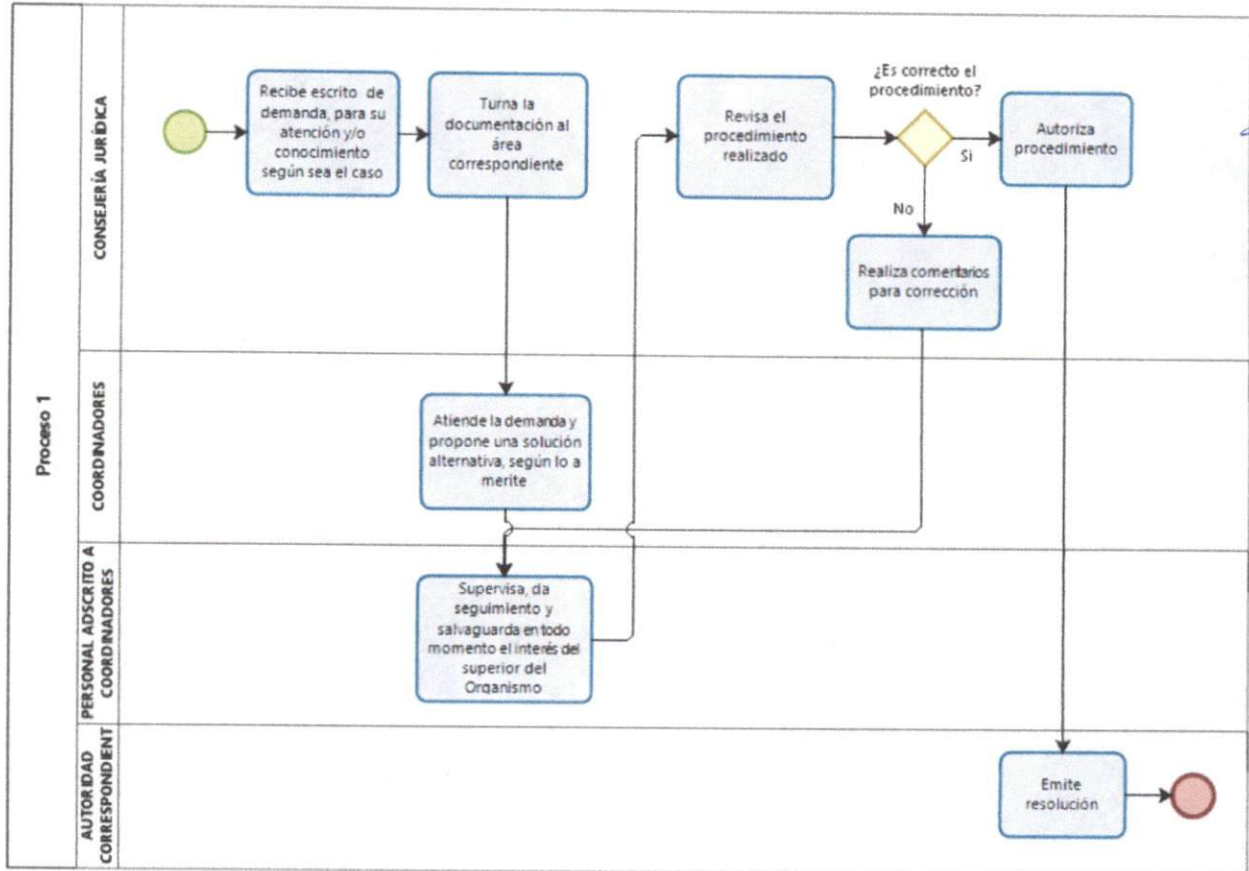 Proceso 1
CONSEJERÍA JURÍDICA
Recibe escrito de
demanda, para su
atención y/o
conocimiento
según sea el caso
Turna la
documentación al
área
correspondiente
Revisa el
procedimiento
realizado
¿Es correcto el
procedimiento?
Si
No
Autoriza
procedimiento
Realiza comentarios
para corrección
COORDINADORES
Atiende la demanda y
propone una solución
alternativa, según lo a
merite
PERSONAL ADSCRITO A
COORDINADORES
Supervisa, da
seguimiento y
salvaguarda en todo
momento el interés del
superior del
Organismo
AUTORIDAD
CORRESPONDIENT
Emite
resolución